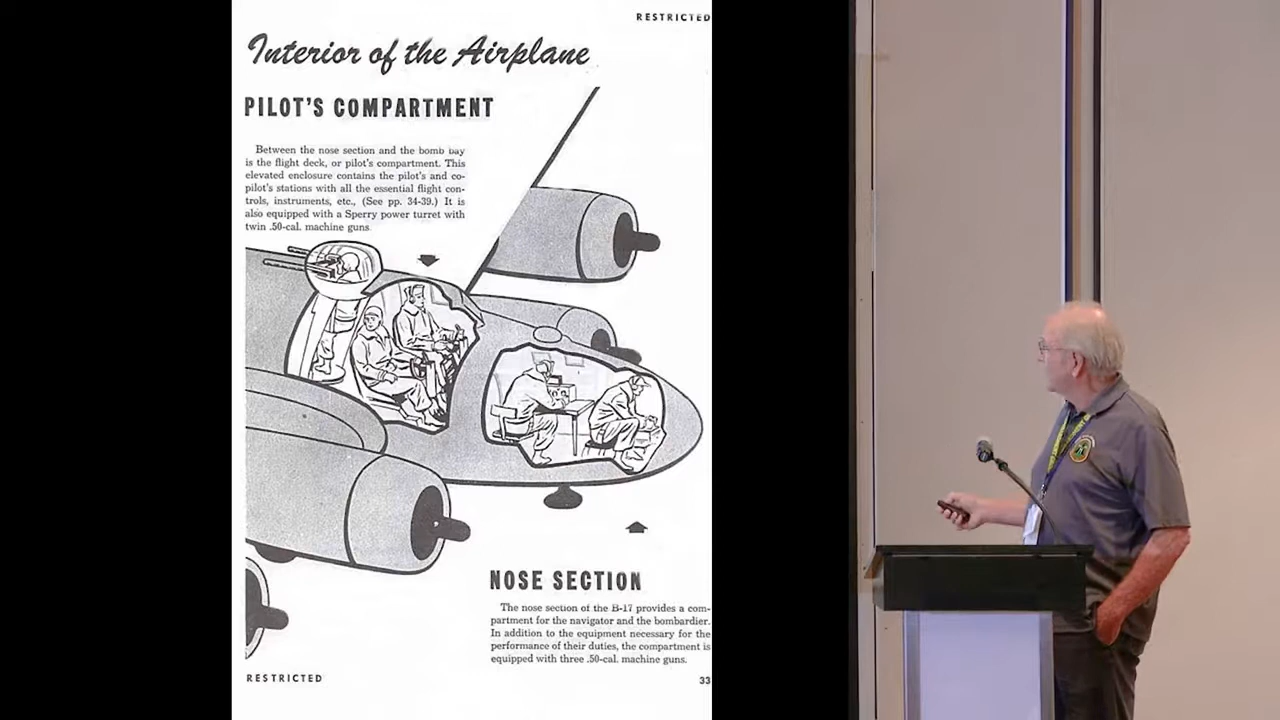 RESTRICTED
Interior of the Airplane
PILOT'S COMPARTMENT
Between the nose section and the bomb bay
is the flight deck, or pilot's compartment. This
elevated enclosure contains the pilot's and co-
pilot's stations with all the essential flight con-
trols, instruments, etc., (See pp. 34-39.) It is
also equipped with a Sperry power turret with
twin .50-cal. machine guns.
NOSE SECTION
The nose section of the B-17 provides a com-
partment for the navigator and the bombardier.
In addition to the equipment necessary for the
performance of their duties, the compartment is
equipped with three .50-cal. machine guns.
RESTRICTED
33